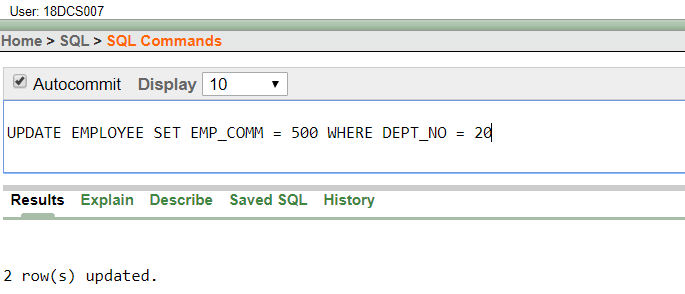 User: 18DCS007
Home > SQL > SQL Commands
Autocommit Display 10
UPDATE EMPLOYEE SET EMP_COMM = 500 WHERE DEPT_NO = 20
Results Explain Describe Saved SQL History
2 row(s) updated.